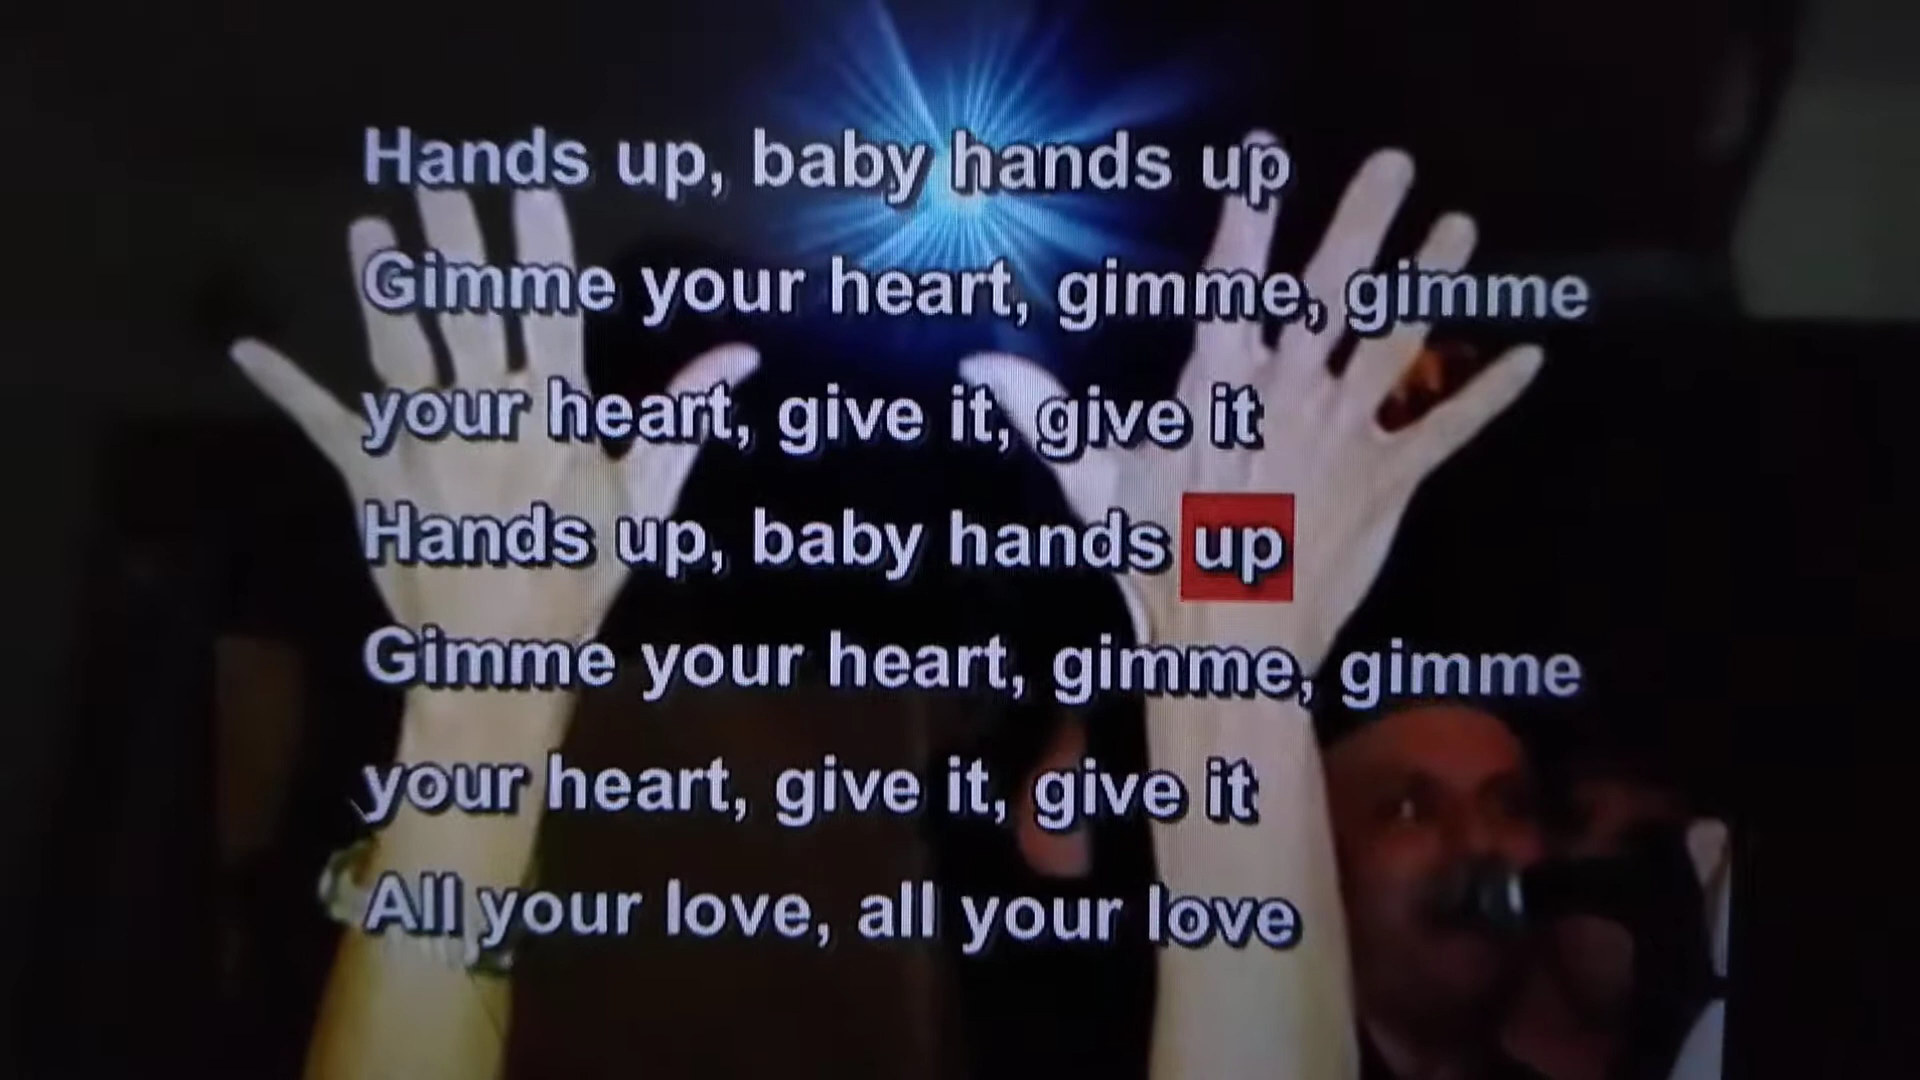 Hands up, baby hands up
Gimme your heart, gimme, gimme
your heart, give it, give it
Hands up, baby hands up
Gimme your heart, gimme, gimme
your heart, give it, give it
All your love, all your love